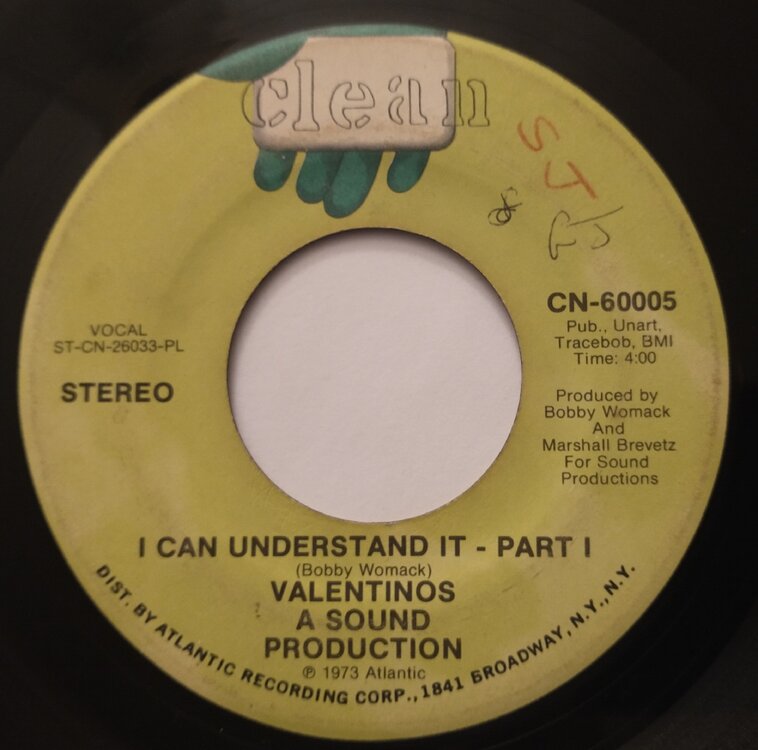 clean
ST
CN-60005
Pub., Unart,
Tracebob, BMI
Time: 4:00
VOCAL
ST-CN-26033-PL
STEREO
Produced by
Bobby Womack
And
Marshall Brevetz
For Sound
Productions
I CAN UNDERSTAND IT - PART I
(Bobby Womack)
VALENTINOS
A SOUND
PRODUCTION
℗ 1973 Atlantic
DIST. BY ATLANTIC RECORDING CORP., 1841 BROADWAY, N.Y., N.Y.